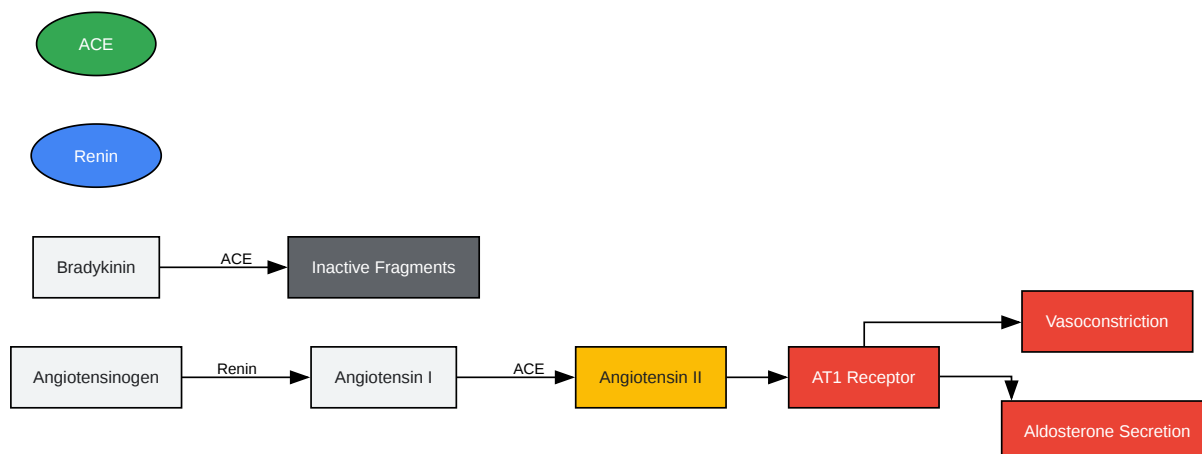 ACE
Renin
Bradykinin
ACE
Inactive Fragments
Vasoconstriction
Angiotensinogen
Renin
Angiotensin I
ACE
Angiotensin II
AT1 Receptor
Aldosterone Secretion